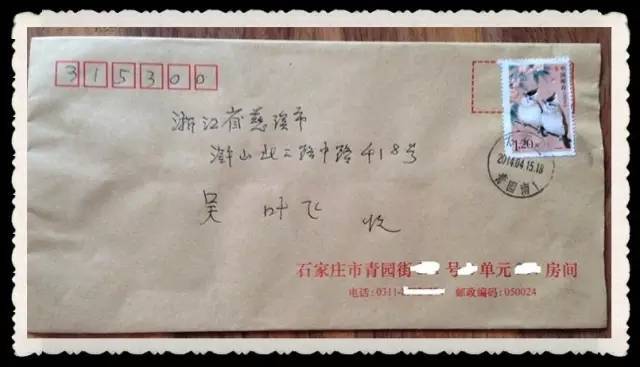 315300
浙江省慈溪市
浒山北二路中路418号
吴叶飞 收
1.20
2014.04.15.18
青园街1
石家庄市青园街 号 单元 房间
电话:0311- 邮政编码:050024